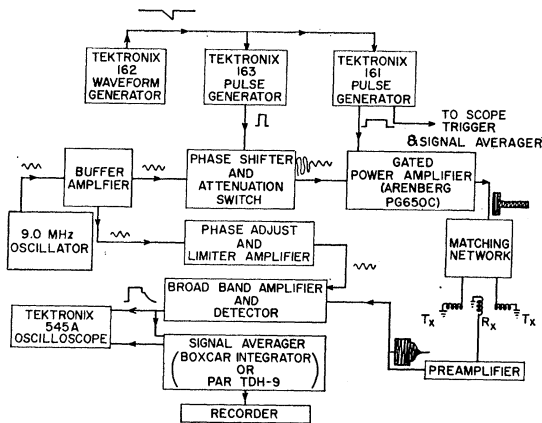 TEKTRONIX
162
WAVEFORM
GENERATOR
TEKTRONIX
163
PULSE
GENERATOR
TEKTRONIX
161
PULSE
GENERATOR
TO SCOPE
TRIGGER
& SIGNAL AVERAGER
BUFFER
AMPLFIER
PHASE SHIFTER
AND
ATTENUATION
SWITCH
GATED
POWER AMPLIFIER
(ARENBERG
PG650C)
9.0 MHz
OSCILLATOR
PHASE ADJUST
AND
LIMITER AMPLIFIER
MATCHING
NETWORK
BROAD BAND AMPLIFIER
AND
DETECTOR
TEKTRONIX
545A
OSCILLOSCOPE
Tx
Rx
Tx
SIGNAL AVERAGER
(BOXCAR INTEGRATOR
OR
PAR TDH-9)
PREAMPLIFIER
RECORDER